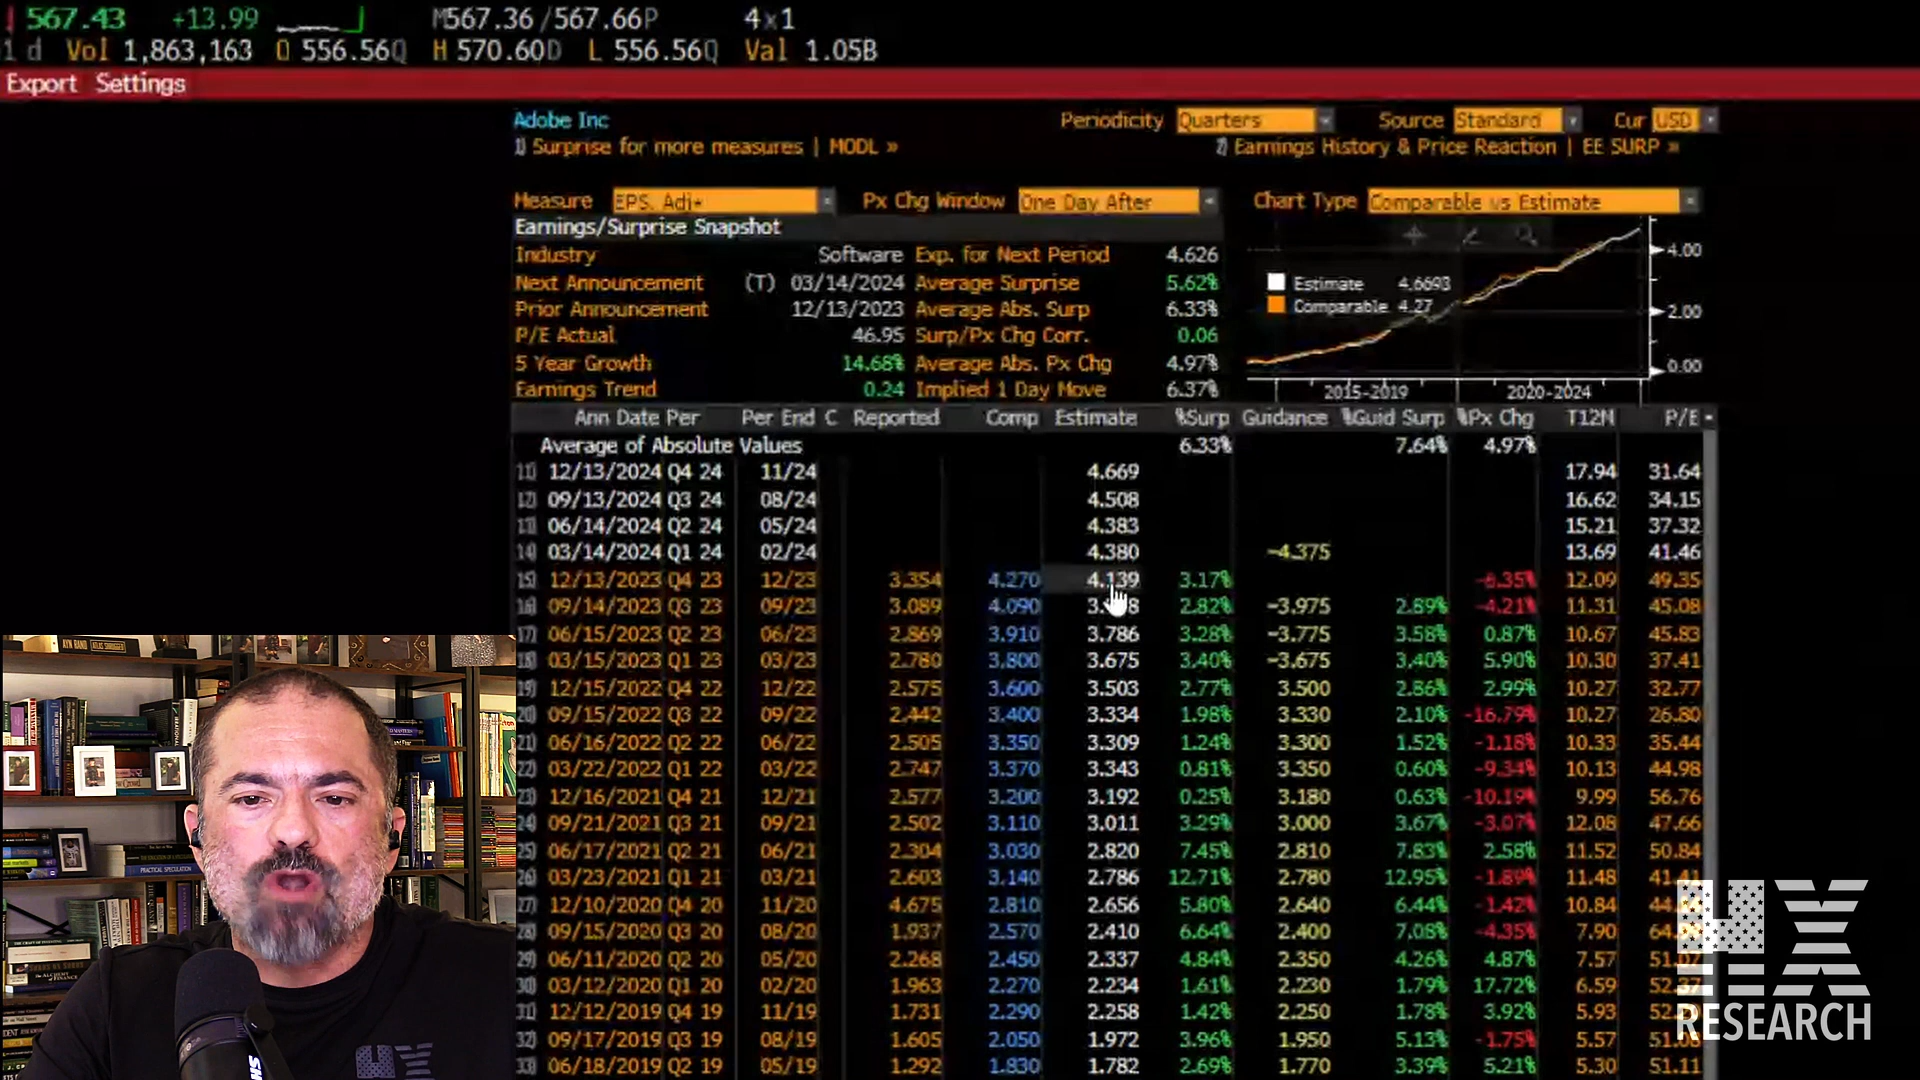 567.43 +13.99 M567.36/567.66P 4x1
1d Vol 1,863,163 O 556.56Q H 570.60D L 556.56Q Val 1.05B
Export Settings
Adobe Inc Periodicity Quarters Source Standard Cur USD
1) Surprise for more measures | MODL » 2) Earnings History & Price Reaction | EE SURP »
Measure EPS, Adj+ Px Chg Window One Day After Chart Type Comparable vs Estimate
Earnings/Surprise Snapshot
Industry Software Exp. for Next Period 4.626
Next Announcement (T) 03/14/2024 Average Surprise 5.62%
Prior Announcement 12/13/2023 Average Abs. Surp 6.33%
P/E Actual 46.95 Surp/Px Chg Corr. 0.06
5 Year Growth 14.68% Average Abs. Px Chg 4.97%
Earnings Trend 0.24 Implied 1 Day Move 6.37%
Estimate 4.6693
Comparable 4.27
4.00
2.00
0.00
2015-2019 2020-2024
Ann Date Per Per End C Reported Comp Estimate %Surp Guidance %Guid Surp %Px Chg T12M P/E
Average of Absolute Values 6.33% 7.64% 4.97%
11) 12/13/2024 Q4 24 11/24 4.669 17.94 31.64
12) 09/13/2024 Q3 24 08/24 4.508 16.62 34.15
13) 06/14/2024 Q2 24 05/24 4.383 15.21 37.32
14) 03/14/2024 Q1 24 02/24 4.380 ~4.375 13.69 41.46
15) 12/13/2023 Q4 23 12/23 3.354 4.270 4.139 3.17% -6.35% 12.09 49.35
16) 09/14/2023 Q3 23 09/23 3.089 4.090 2.82% ~3.975 2.89% -4.21% 11.31 45.08
17) 06/15/2023 Q2 23 06/23 2.869 3.910 3.786 3.28% ~3.775 3.58% 0.87% 10.67 45.83
18) 03/15/2023 Q1 23 03/23 2.780 3.800 3.675 3.40% ~3.675 3.40% 5.90% 10.30 37.41
19) 12/15/2022 Q4 22 12/22 2.575 3.600 3.503 2.77% 3.500 2.86% 2.99% 10.27 32.77
20) 09/15/2022 Q3 22 09/22 2.442 3.400 3.334 1.98% 3.330 2.10% -16.79% 10.27 26.80
21) 06/16/2022 Q2 22 06/22 2.505 3.350 3.309 1.24% 3.300 1.52% -1.18% 10.33 35.44
22) 03/22/2022 Q1 22 03/22 2.747 3.370 3.343 0.81% 3.350 0.60% -9.34% 10.13 44.98
23) 12/16/2021 Q4 21 12/21 2.577 3.200 3.192 0.25% 3.180 0.63% -10.19% 9.99 56.76
24) 09/21/2021 Q3 21 09/21 2.502 3.110 3.011 3.29% 3.000 3.67% -3.07% 12.08 47.66
25) 06/17/2021 Q2 21 06/21 2.304 3.030 2.820 7.45% 2.810 7.83% 2.58% 11.52 50.84
26) 03/23/2021 Q1 21 03/21 2.603 3.140 2.786 12.71% 2.780 12.95% -1.89% 11.48
27) 12/10/2020 Q4 20 11/20 4.675 2.810 2.656 5.80% 2.640 6.44% -1.42% 10.84
28) 09/15/2020 Q3 20 08/20 1.937 2.570 2.410 6.64% 2.400 7.08% -4.35% 7.90
29) 06/11/2020 Q2 20 05/20 2.268 2.450 2.337 4.84% 2.350 4.26% 4.87% 7.57
30) 03/12/2020 Q1 20 02/20 1.963 2.270 2.234 1.61% 2.230 1.79% 17.72% 6.59
31) 12/12/2019 Q4 19 11/19 1.731 2.290 2.258 1.42% 2.250 1.78% 3.92% 5.93
32) 09/17/2019 Q3 19 08/19 1.605 2.050 1.972 3.96% 1.950 5.13% -1.75% 5.57
33) 06/18/2019 Q2 19 05/19 1.292 1.830 1.782 2.69% 1.770 3.39% 5.21% 5.30 51.11
AYN RAND ATLAS SHRUGGED
PRACTICAL SPECULATION
HX
RESEARCH